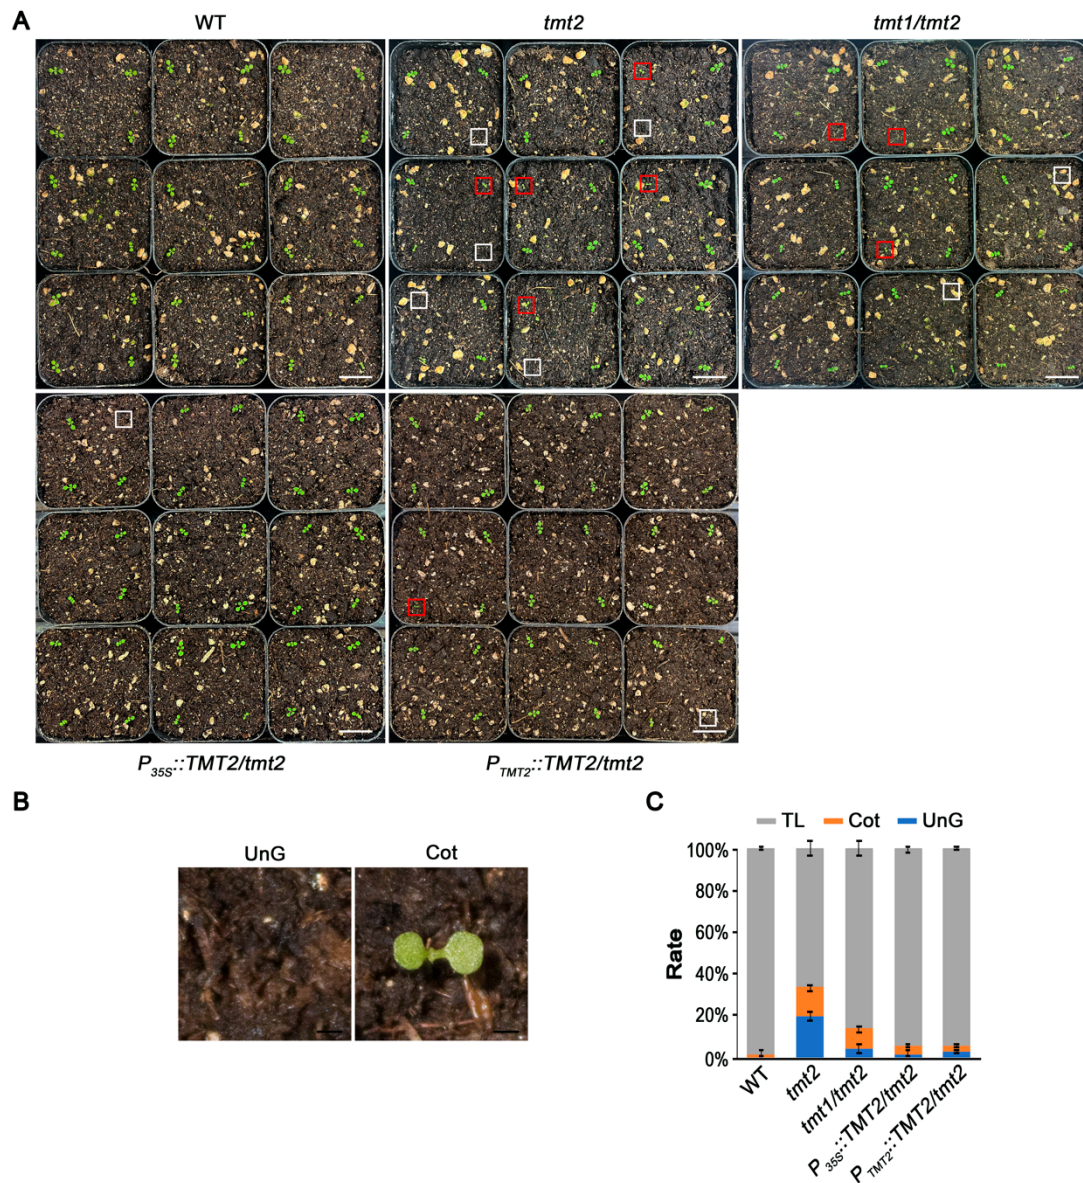 A
WT tmt2 tmt1/tmt2
P35S::TMT2/tmt2 PTMT2::TMT2/tmt2
B
UnG Cot
C
TL Cot UnG
100%
80%
60%
40%
20%
0%
Rate
WT
tmt2
tmt1/tmt2
P35S::TMT2/tmt2
PTMT2::TMT2/tmt2